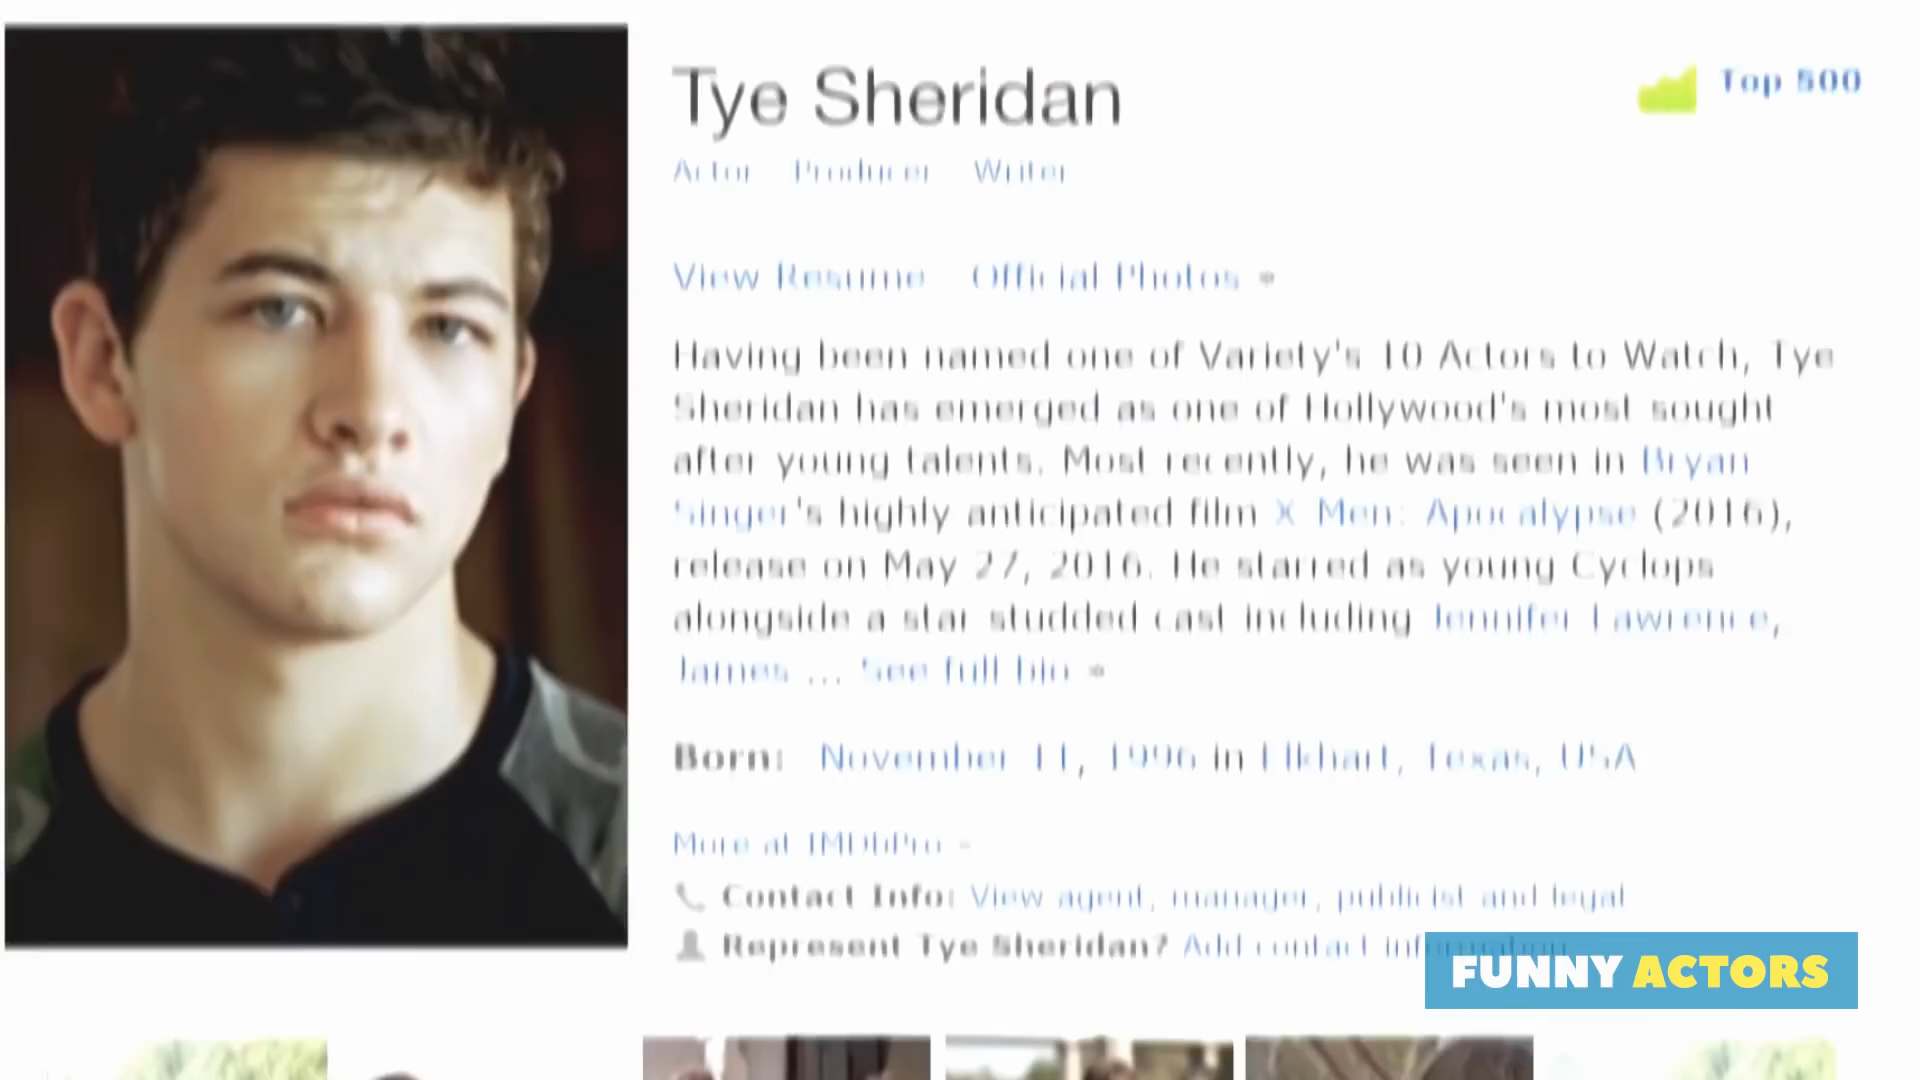 Tye Sheridan
Top 500
Actor Producer Writer
View Resume Official Photos »
Having been named one of Variety's 10 Actors to Watch, Tye
Sheridan has emerged as one of Hollywood's most sought
after young talents. Most recently, he was seen in Bryan
Singer's highly anticipated film X Men: Apocalypse (2016),
release on May 27, 2016. He starred as young Cyclops
alongside a star studded cast including Jennifer Lawrence,
James ... See full bio »
Born: November 11, 1996 in Elkhart, Texas, USA
More at IMDbPro »
Contact Info: View agent, manager, publicist and legal
Represent Tye Sheridan? Add contact information
FUNNY ACTORS